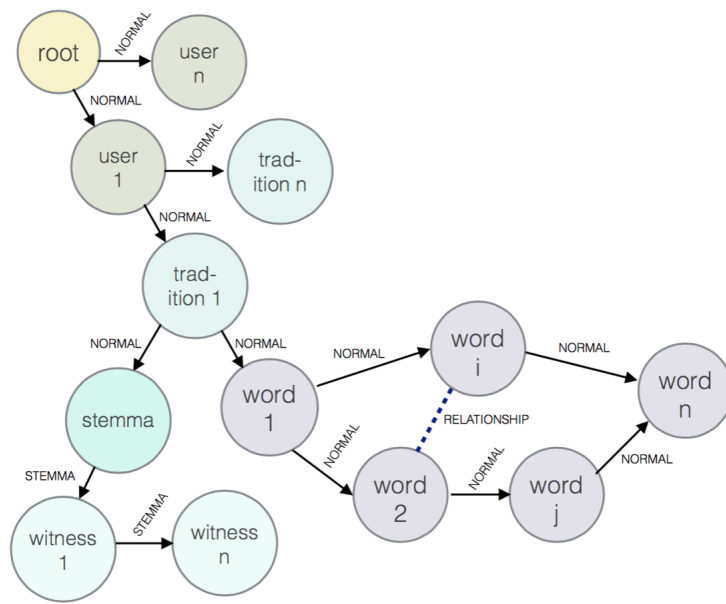 root
NORMAL
user
n
NORMAL
user
1
NORMAL
trad-
ition n
NORMAL
trad-
ition 1
NORMAL
NORMAL
stemma
word
1
NORMAL
word
i
NORMAL
word
n
RELATIONSHIP
NORMAL
word
2
NORMAL
word
j
NORMAL
STEMMA
witness
1
STEMMA
witness
n